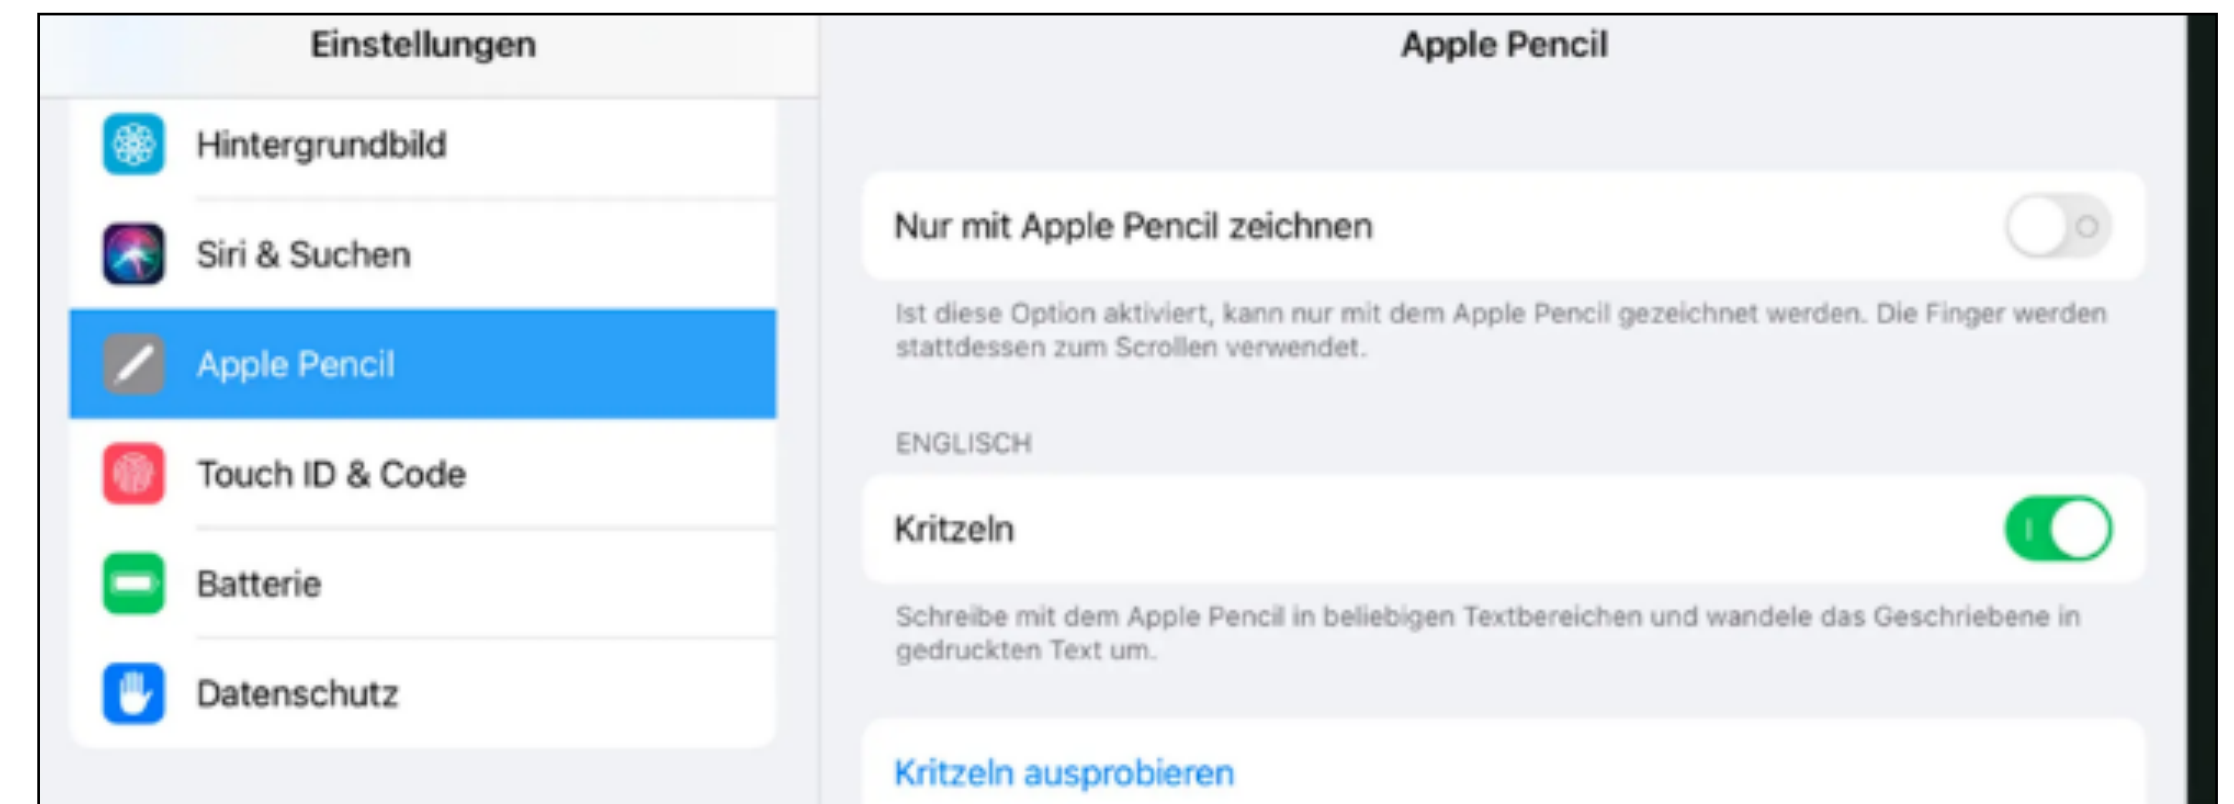 Einstellungen
Hintergrundbild
Siri & Suchen
Apple Pencil
Touch ID & Code
Batterie
Datenschutz
Apple Pencil
Nur mit Apple Pencil zeichnen
Ist diese Option aktiviert, kann nur mit dem Apple Pencil gezeichnet werden. Die Finger werden
stattdessen zum Scrollen verwendet.
ENGLISCH
Kritzeln
Schreibe mit dem Apple Pencil in beliebigen Textbereichen und wandele das Geschriebene in
gedruckten Text um.
Kritzeln ausprobieren